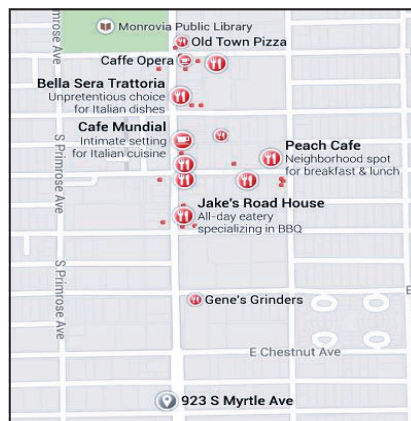 Monrovia Public Library
S Primrose Ave
Old Town Pizza
Caffe Opera
Bella Sera Trattoria
Unpretentious choice
for Italian dishes
Cafe Mundial
Intimate setting
for Italian cuisine
S Primrose Ave
Peach Cafe
Neighborhood spot
for breakfast & lunch
Jake's Road House
All-day eatery
specializing in BBQ
S Primrose Ave
Gene's Grinders
E
E Chestnut Ave
923 S Myrtle Ave